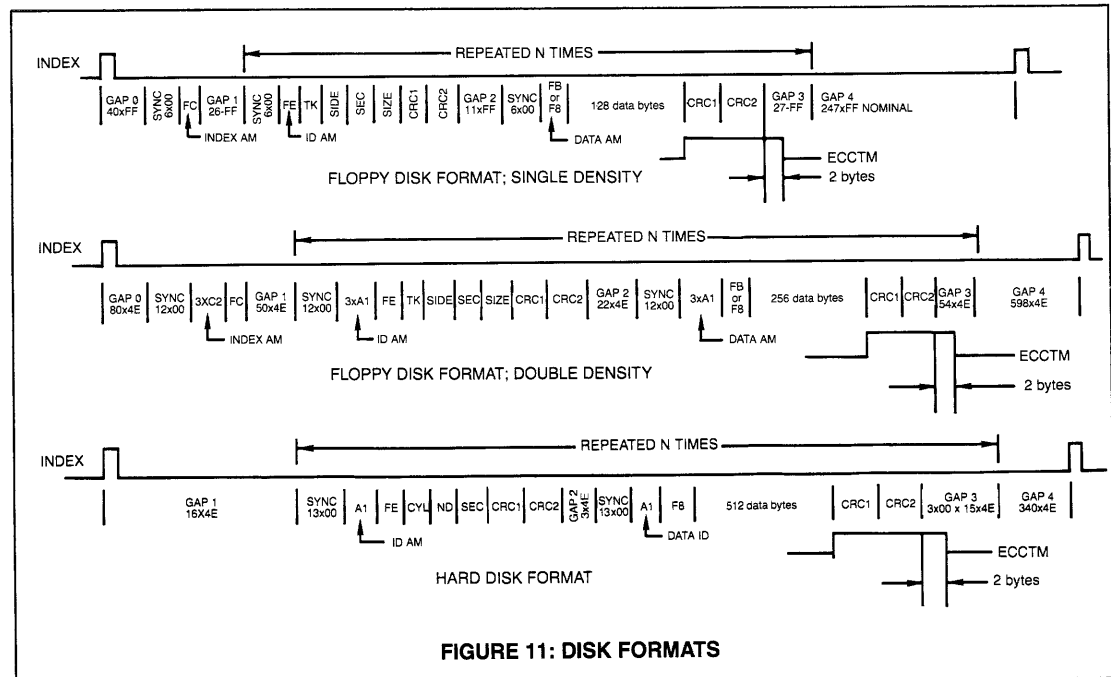 REPEATED N TIMES
INDEX
GAP 0 40xFF
SYNC 6x00
FC
GAP 1 26-FF
SYNC 6x00
FE
TK
SIDE
SEC
SIZE
CRC1
CRC2
GAP 2 11xFF
SYNC 6x00
FB or F8
128 data bytes
CRC1
CRC2
GAP 3 27-FF
GAP 4 247xFF NOMINAL
INDEX AM
ID AM
DATA AM
ECCTM
2 bytes
FLOPPY DISK FORMAT; SINGLE DENSITY
REPEATED N TIMES
INDEX
GAP 0 80x4E
SYNC 12x00
3XC2
FC
GAP 1 50x4E
SYNC 12x00
3xA1
FE
TK
SIDE
SEC
SIZE
CRC1
CRC2
GAP 2 22x4E
SYNC 12x00
3xA1
FB or F8
256 data bytes
CRC1
CRC2
GAP 3 54x4E
GAP 4 598x4E
INDEX AM
ID AM
DATA AM
ECCTM
2 bytes
FLOPPY DISK FORMAT; DOUBLE DENSITY
REPEATED N TIMES
INDEX
GAP 1 16X4E
SYNC 13x00
A1
FE
CYL
ND
SEC
CRC1
CRC2
GAP 2 3x4E
SYNC 13x00
A1
F8
512 data bytes
CRC1
CRC2
GAP 3 3x00 x 15x4E
GAP 4 340x4E
ID AM
DATA ID
ECCTM
2 bytes
HARD DISK FORMAT
FIGURE 11: DISK FORMATS